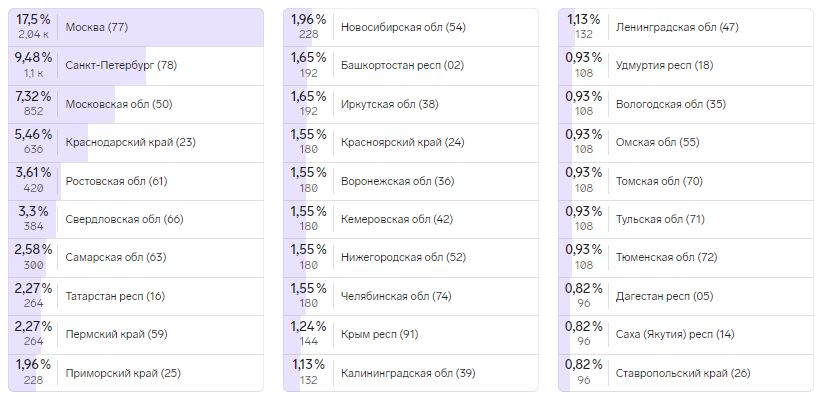 17,5 %
2,04 к
Москва (77)
9,48 %
1,1 к
Санкт-Петербург (78)
7,32 %
852
Московская обл (50)
5,46 %
636
Краснодарский край (23)
3,61 %
420
Ростовская обл (61)
3,3 %
384
Свердловская обл (66)
2,58 %
300
Самарская обл (63)
2,27 %
264
Татарстан респ (16)
2,27 %
264
Пермский край (59)
1,96 %
228
Приморский край (25)
1,96 %
228
Новосибирская обл (54)
1,65 %
192
Башкортостан респ (02)
1,65 %
192
Иркутская обл (38)
1,55 %
180
Красноярский край (24)
1,55 %
180
Воронежская обл (36)
1,55 %
180
Кемеровская обл (42)
1,55 %
180
Нижегородская обл (52)
1,55 %
180
Челябинская обл (74)
1,24 %
144
Крым респ (91)
1,13 %
132
Калининградская обл (39)
1,13 %
132
Ленинградская обл (47)
0,93 %
108
Удмуртия респ (18)
0,93 %
108
Вологодская обл (35)
0,93 %
108
Омская обл (55)
0,93 %
108
Томская обл (70)
0,93 %
108
Тульская обл (71)
0,93 %
108
Тюменская обл (72)
0,82 %
96
Дагестан респ (05)
0,82 %
96
Саха (Якутия) респ (14)
0,82 %
96
Ставропольский край (26)